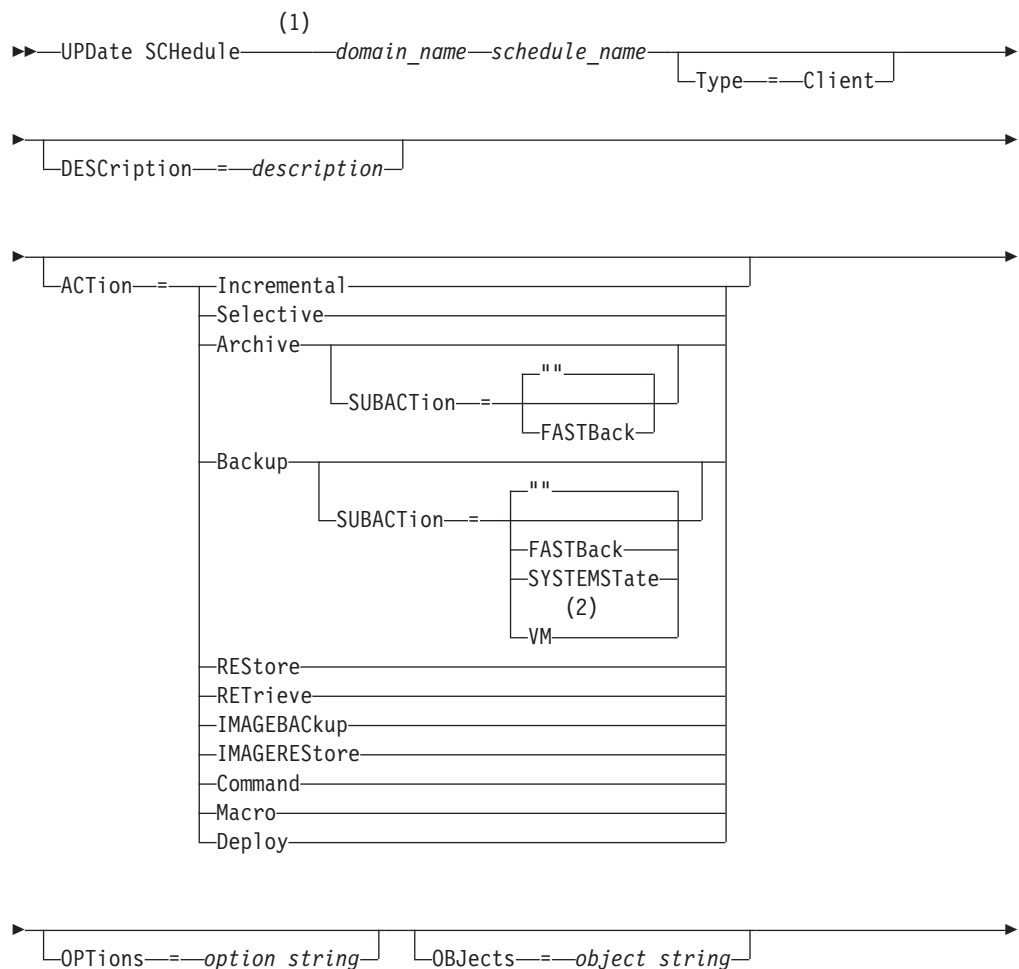 (1)
UPDate SCHedule domain_name schedule_name
Type = Client
DESCription = description
ACTion = Incremental
Selective
Archive
""
SUBACTion =
FASTBack
Backup
""
SUBACTion =
FASTBack
SYSTEMSTate
(2)
VM
REStore
RETrieve
IMAGEBACkup
IMAGEREStore
Command
Macro
Deploy
OPTions = option string OBJects = object string